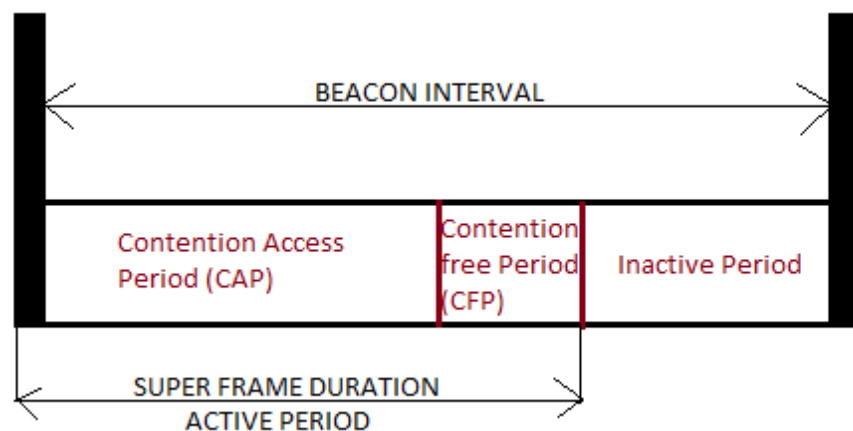 BEACON INTERVAL
Contention Access
Period (CAP)
Contention
free Period
(CFP)
Inactive Period
SUPER FRAME DURATION
ACTIVE PERIOD